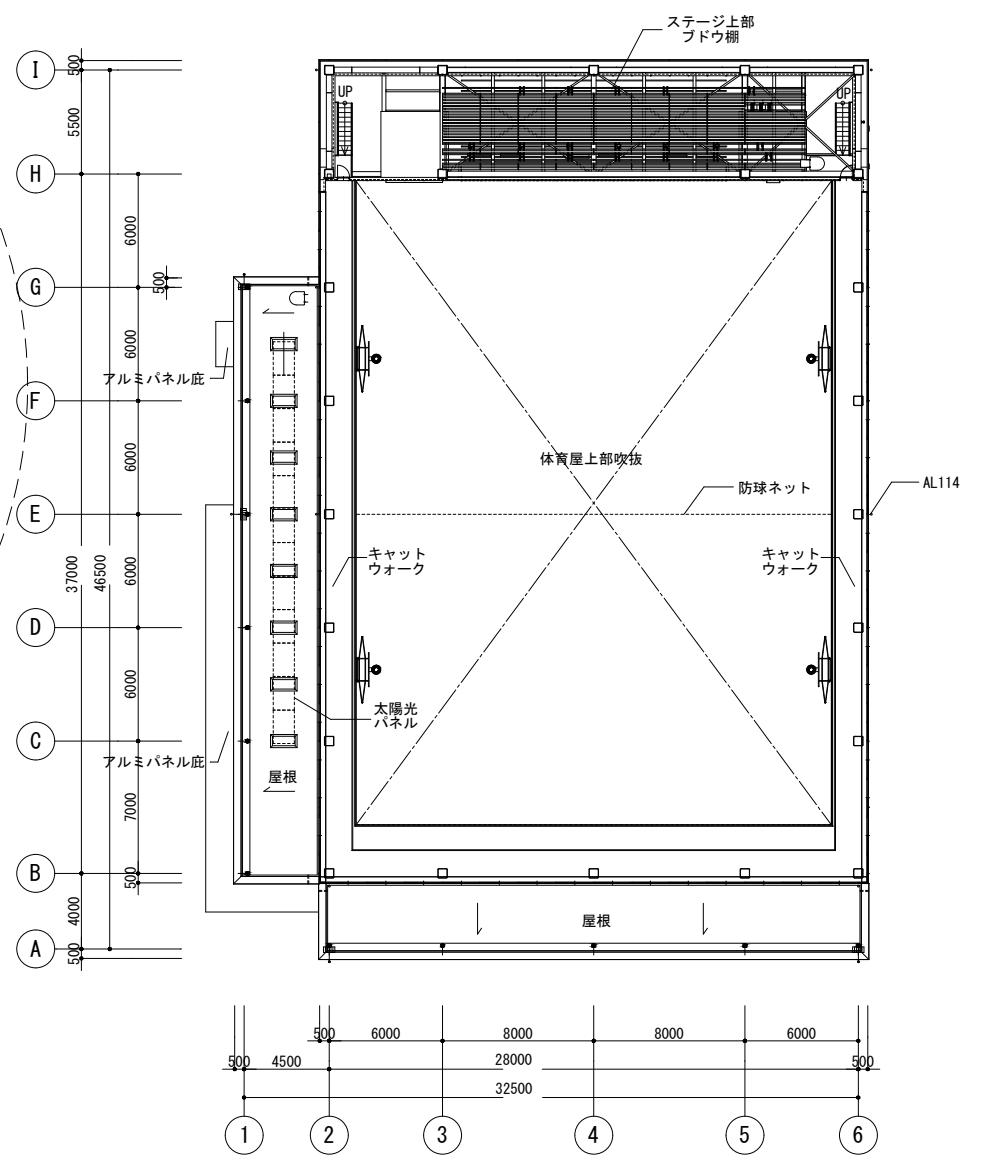 ステージ上部
ブドウ棚
I
500
UP
UP
5500
H
6000
G
500
6000
アルミパネル庇
F
6000
体育屋上部吹抜
防球ネット
AL114
E
キャット
ウォーク
キャット
ウォーク
37000
46500
6000
D
6000
太陽光
パネル
C
アルミパネル庇
屋根
7000
B
500
4000
屋根
A
500
500
6000
8000
8000
6000
500
4500
28000
500
32500
1
2
3
4
5
6